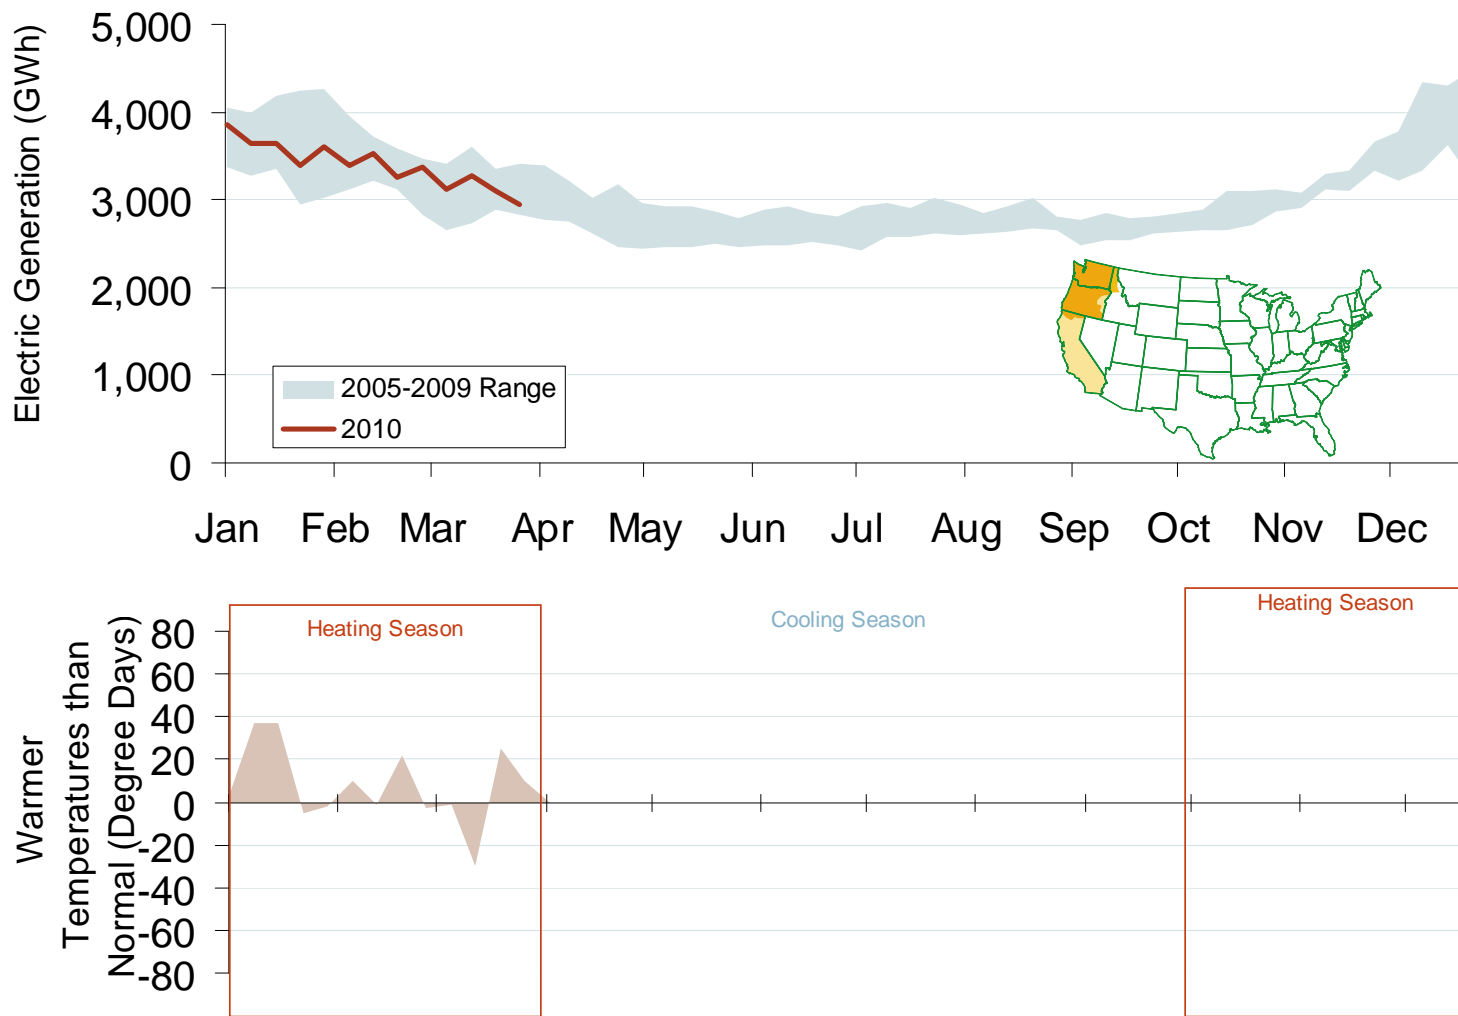 Electric Generation (GWh)
5,000
4,000
3,000
2,000
1,000
0
2005-2009 Range
2010
Jan Feb Mar Apr May Jun Jul Aug Sep Oct Nov Dec
Warmer
Temperatures than
Normal (Degree Days)
80
60
40
20
0
-20
-40
-60
-80
Heating Season
Cooling Season
Heating Season